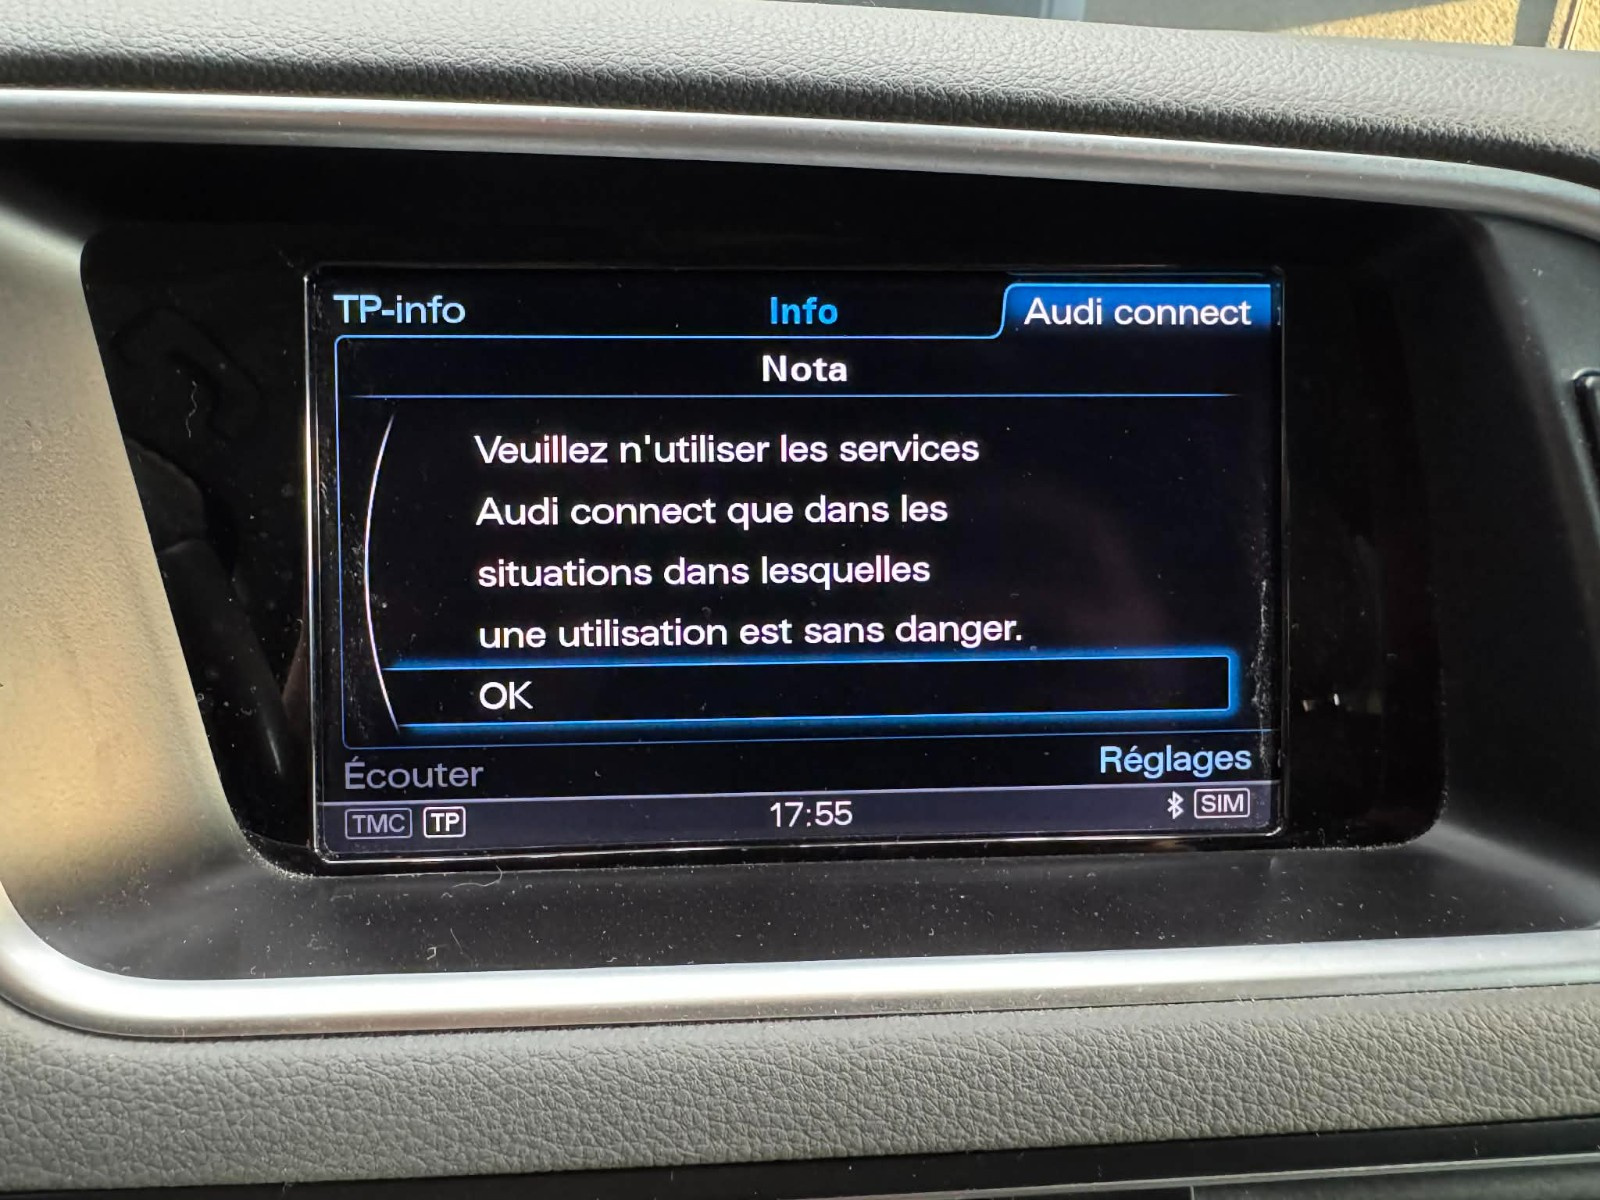 TP-info Info Audi connect
Nota
Veuillez n'utiliser les services
Audi connect que dans les
situations dans lesquelles
une utilisation est sans danger.
OK
Écouter Réglages
TMC TP 17:55 SIM